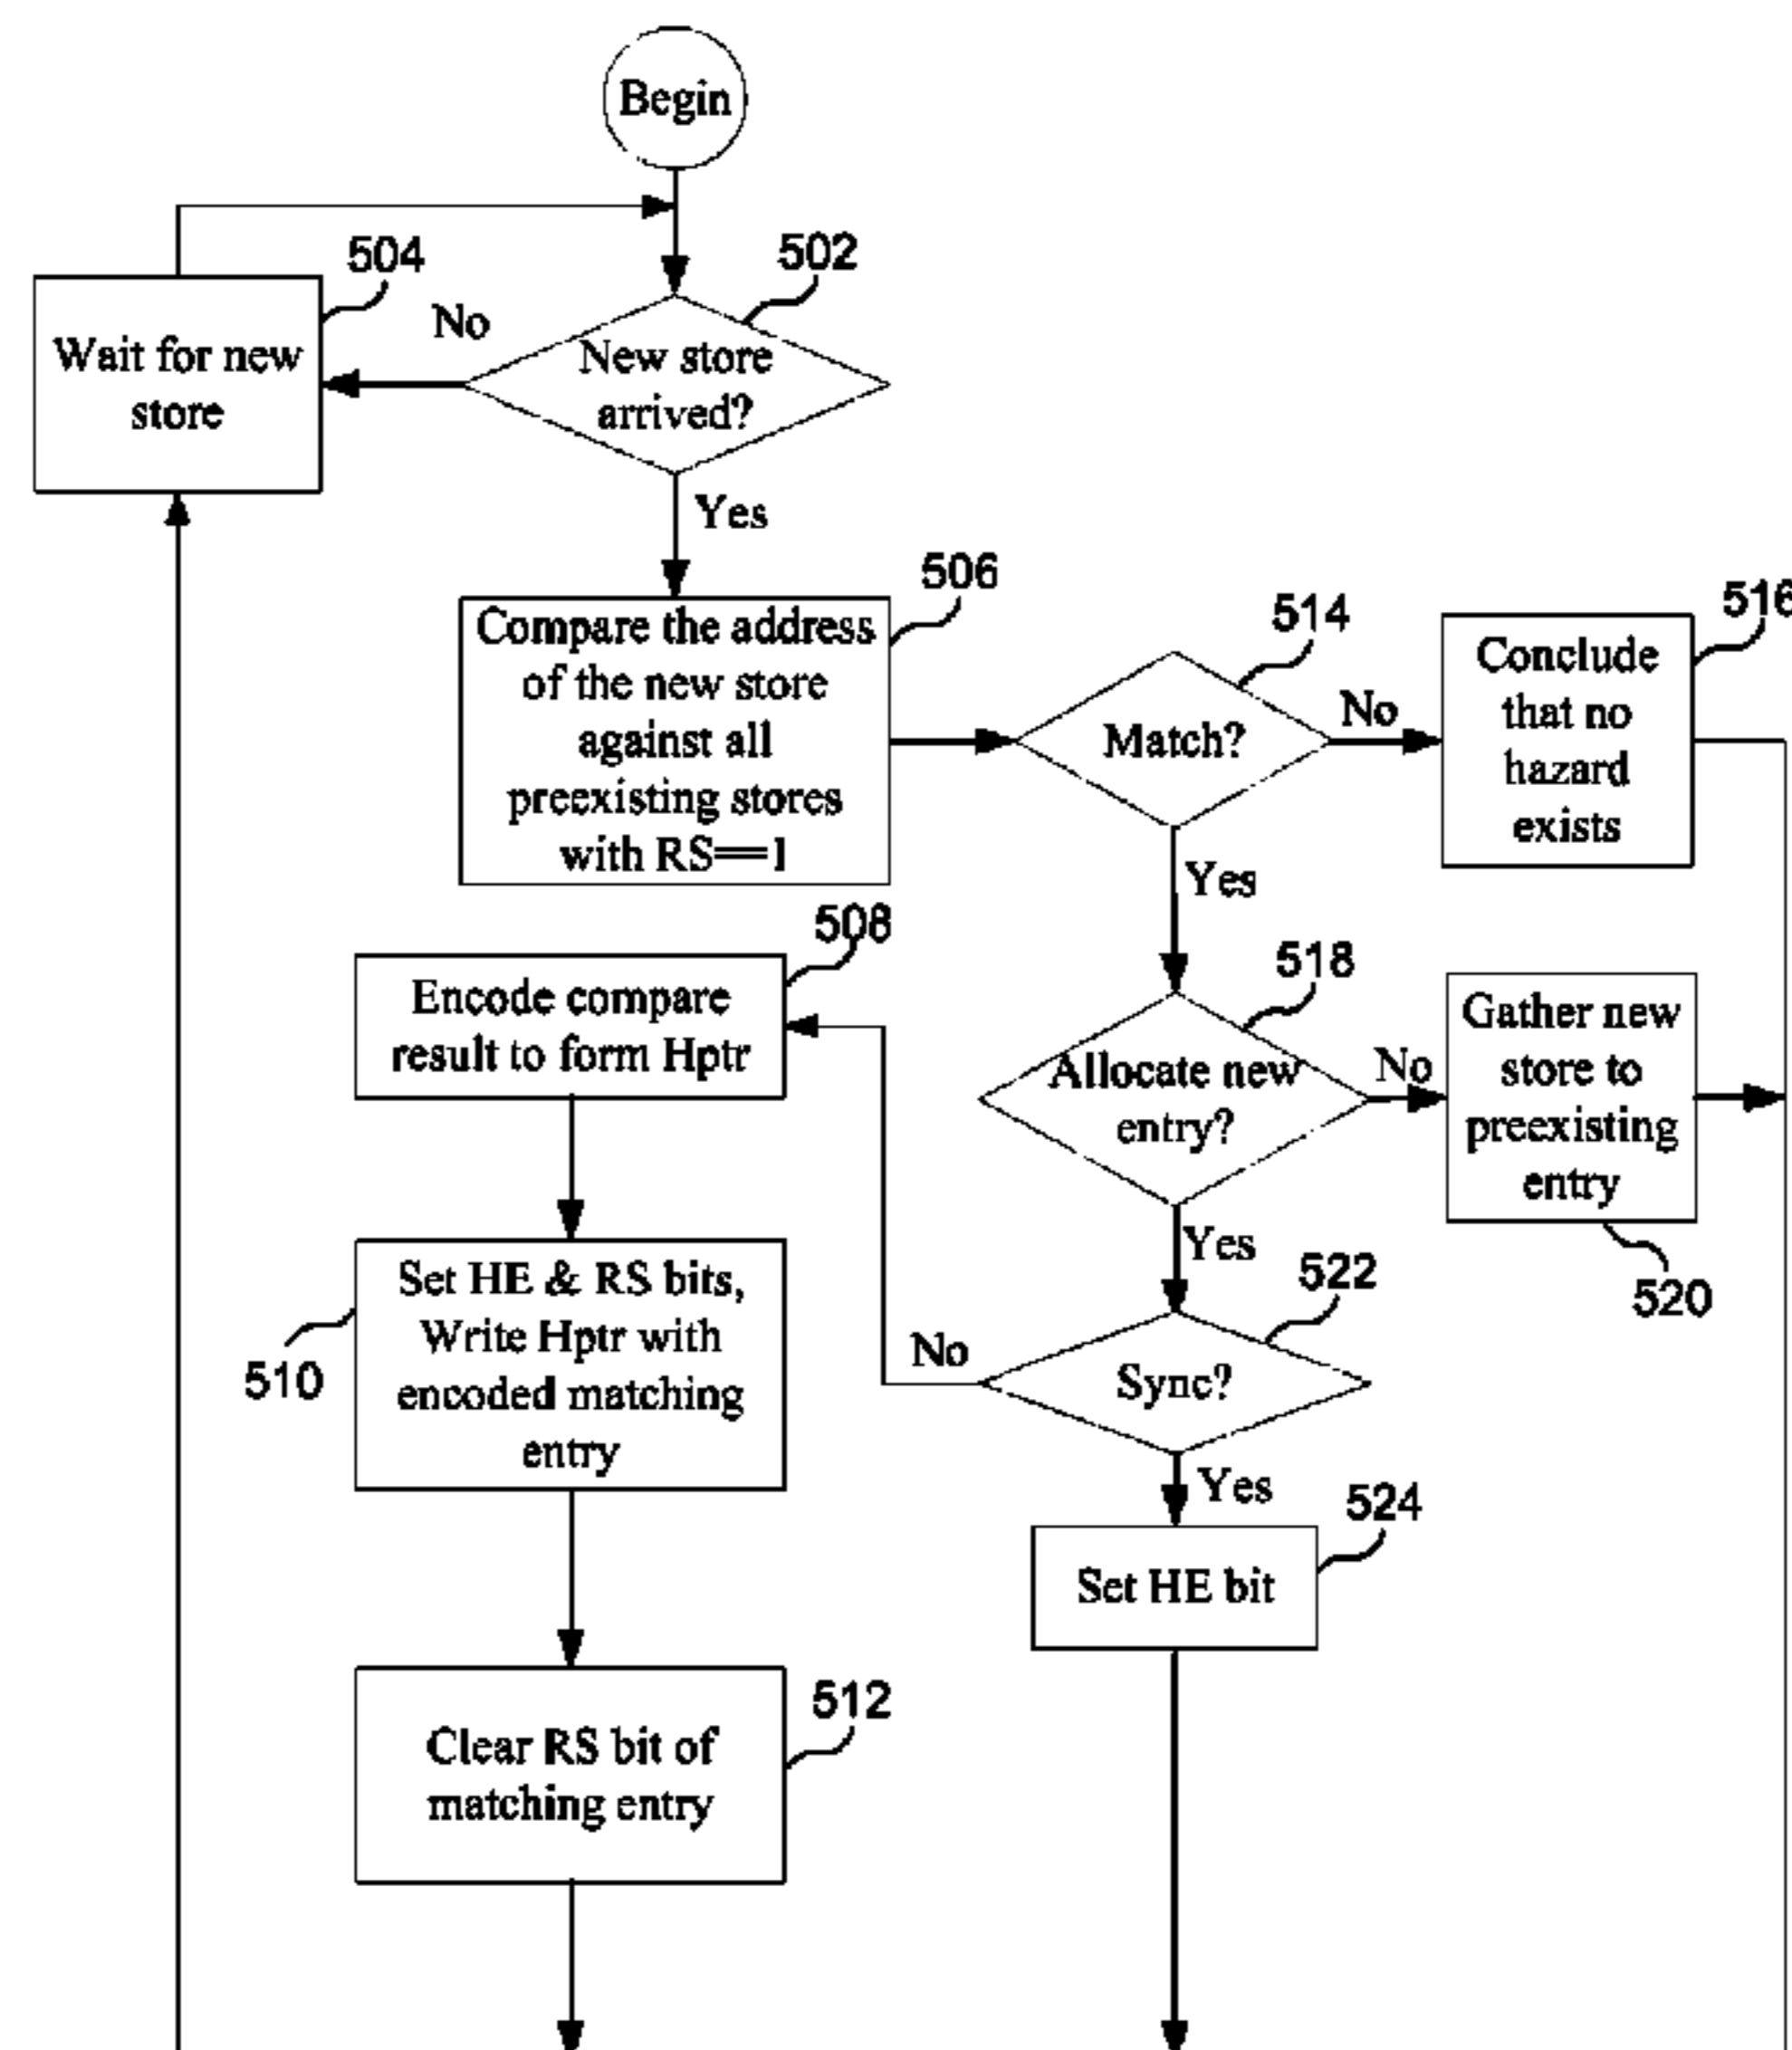 Begin
504
502
No
Wait for new
store
New store
arrived?
Yes
506
Compare the address
of the new store
against all
preexisting stores
with RS==1
514
Match?
No
516
Conclude
that no
hazard
exists
Yes
508
Encode compare
result to form Hptr
518
Allocate new
entry?
No
Gather new
store to
preexisting
entry
520
Yes
510
Set HE & RS bits,
Write Hptr with
encoded matching
entry
522
No
Sync?
Yes
524
Set HE bit
512
Clear RS bit of
matching entry